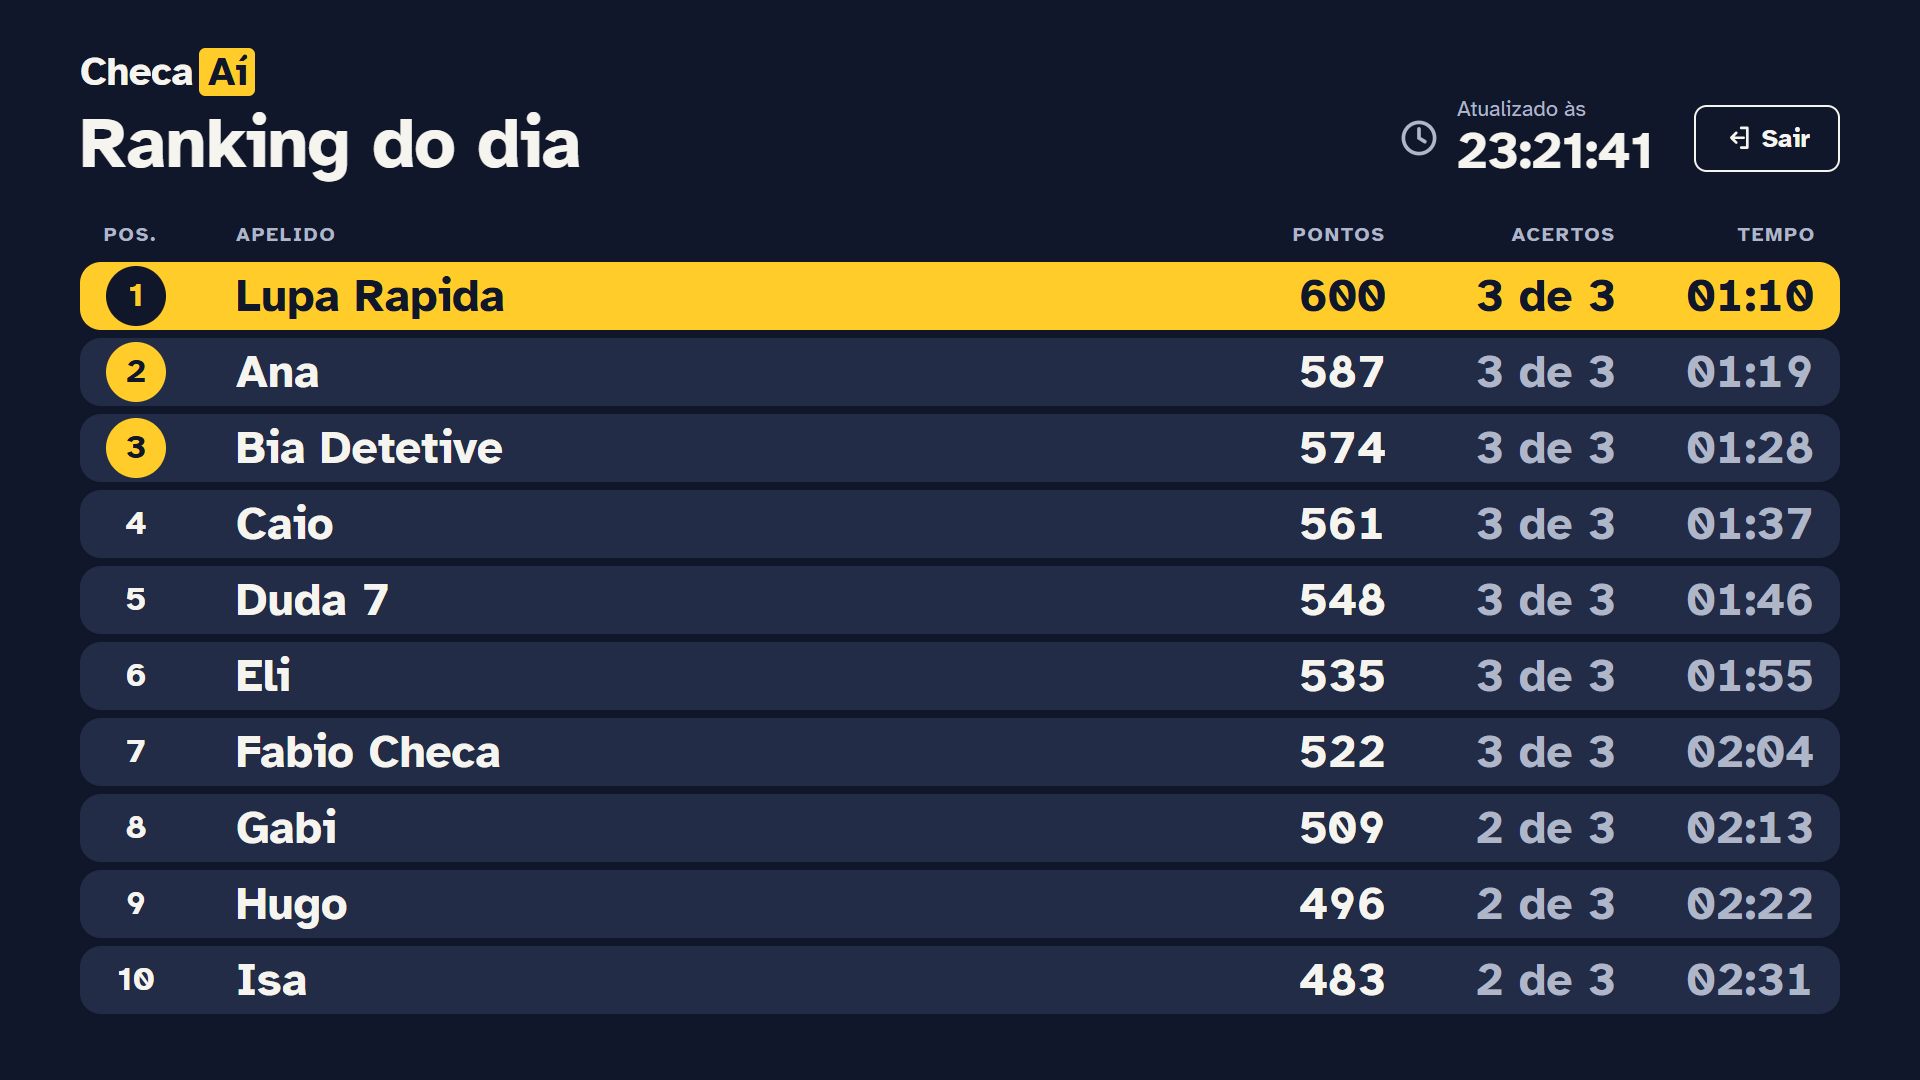 Checa Aí
Ranking do dia
Atualizado às
23:21:41
Sair
POS. APELIDO PONTOS ACERTOS TEMPO
1 Lupa Rapida 600 3 de 3 01:10
2 Ana 587 3 de 3 01:19
3 Bia Detetive 574 3 de 3 01:28
4 Caio 561 3 de 3 01:37
5 Duda 7 548 3 de 3 01:46
6 Eli 535 3 de 3 01:55
7 Fabio Checa 522 3 de 3 02:04
8 Gabi 509 2 de 3 02:13
9 Hugo 496 2 de 3 02:22
10 Isa 483 2 de 3 02:31